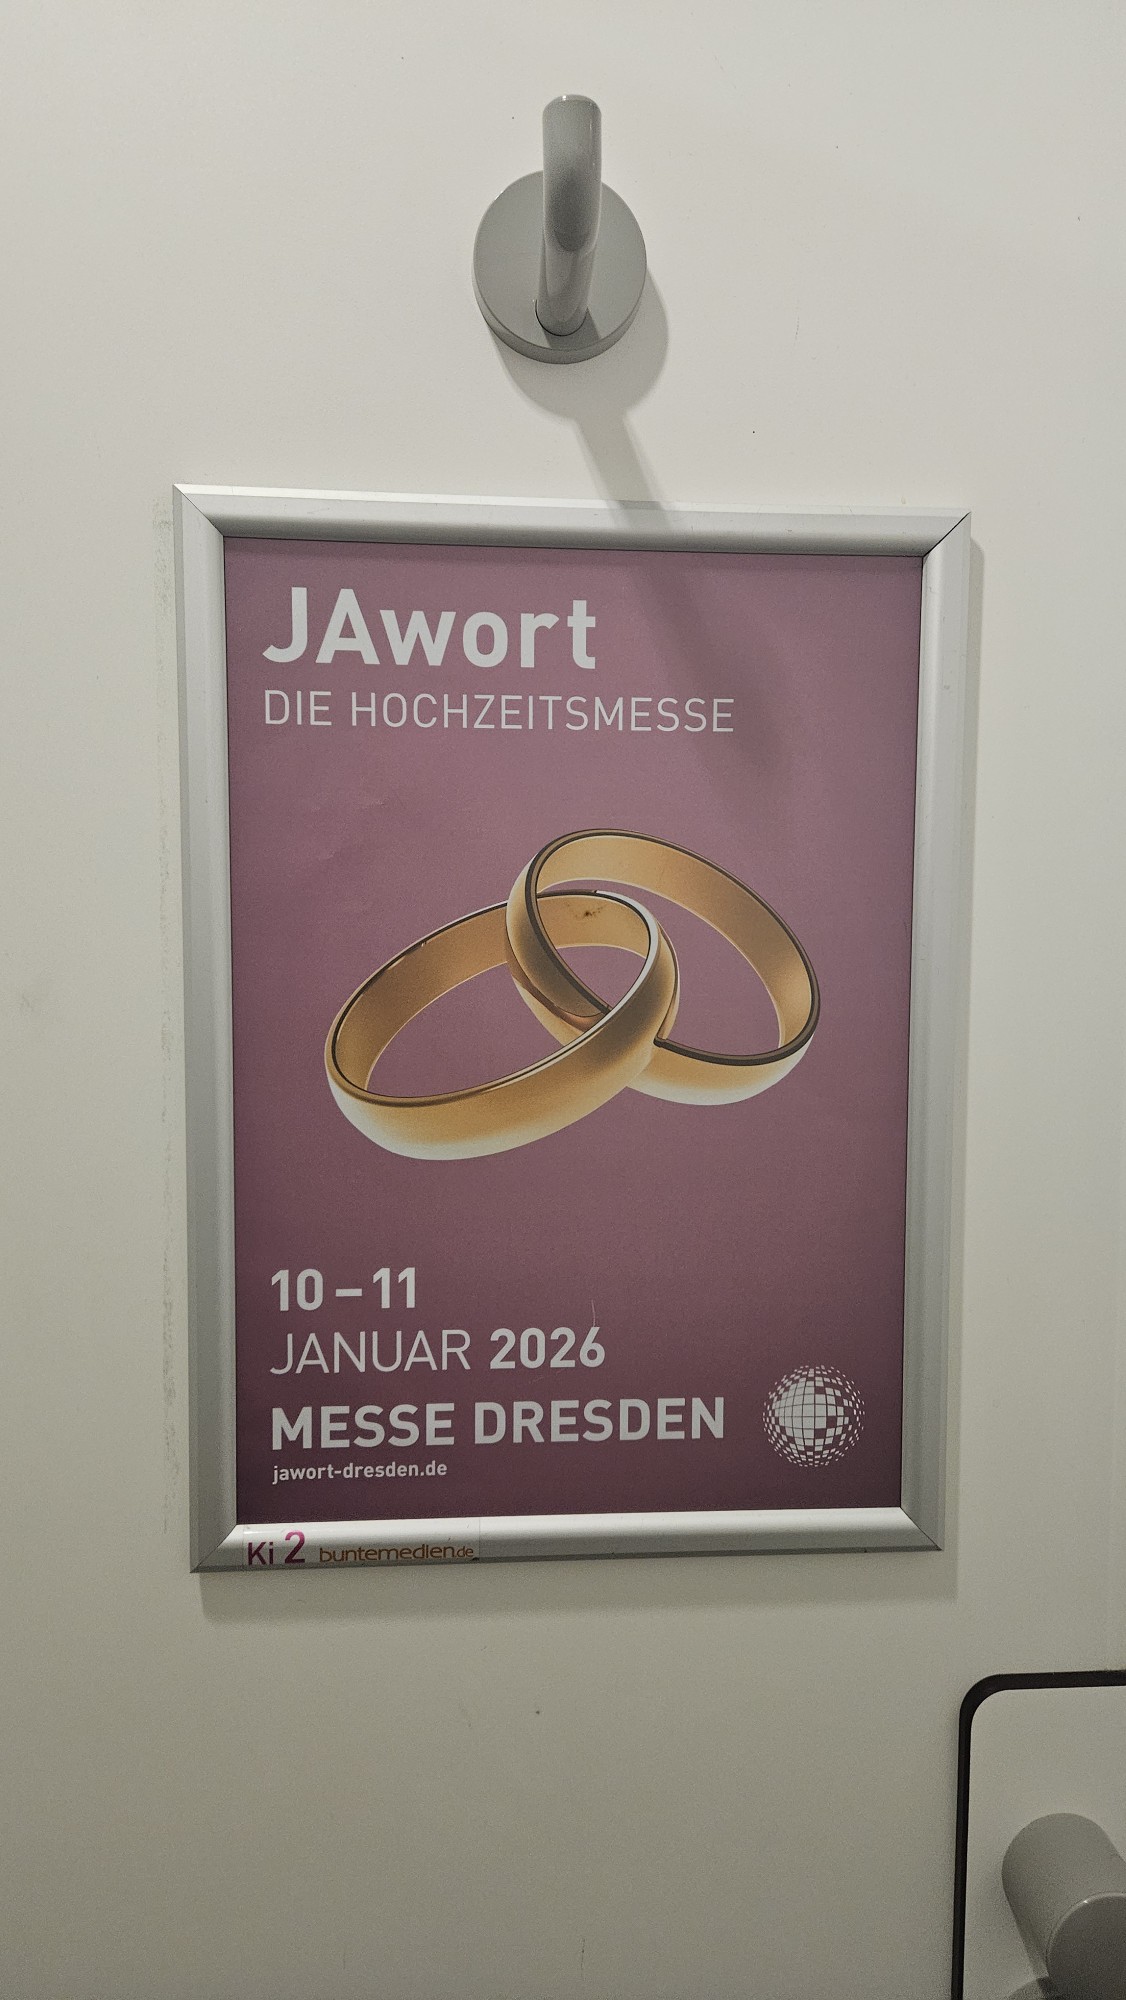 JAwort
DIE HOCHZEITSMESSE
10 – 11
JANUAR 2026
MESSE DRESDEN
jawort-dresden.de
Ki 2 buntemedien.de